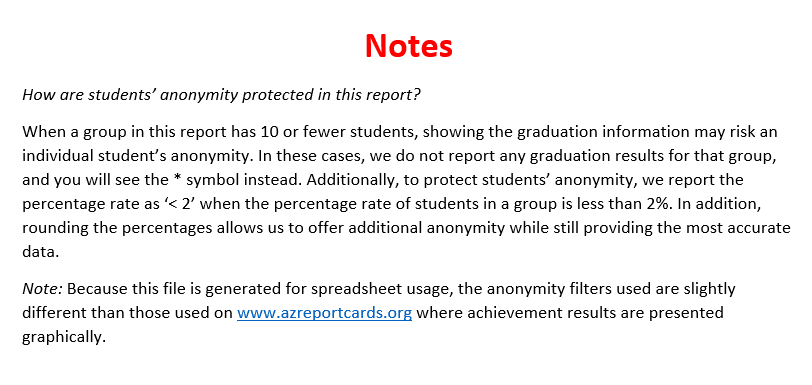 Notes
How are students’ anonymity protected in this report?
When a group in this report has 10 or fewer students, showing the graduation information may risk an
individual student’s anonymity. In these cases, we do not report any graduation results for that group,
and you will see the * symbol instead. Additionally, to protect students’ anonymity, we report the
percentage rate as ‘< 2’ when the percentage rate of students in a group is less than 2%. In addition,
rounding the percentages allows us to offer additional anonymity while still providing the most accurate
data.
Note: Because this file is generated for spreadsheet usage, the anonymity filters used are slightly
different than those used on www.azreportcards.org where achievement results are presented
graphically.